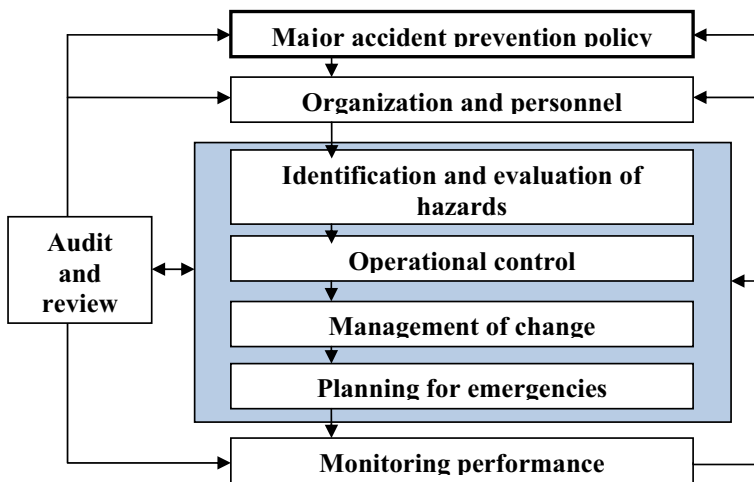 Major accident prevention policy
Organization and personnel
Identification and evaluation of
hazards
Audit
and
review
Operational control
Management of change
Planning for emergencies
Monitoring performance